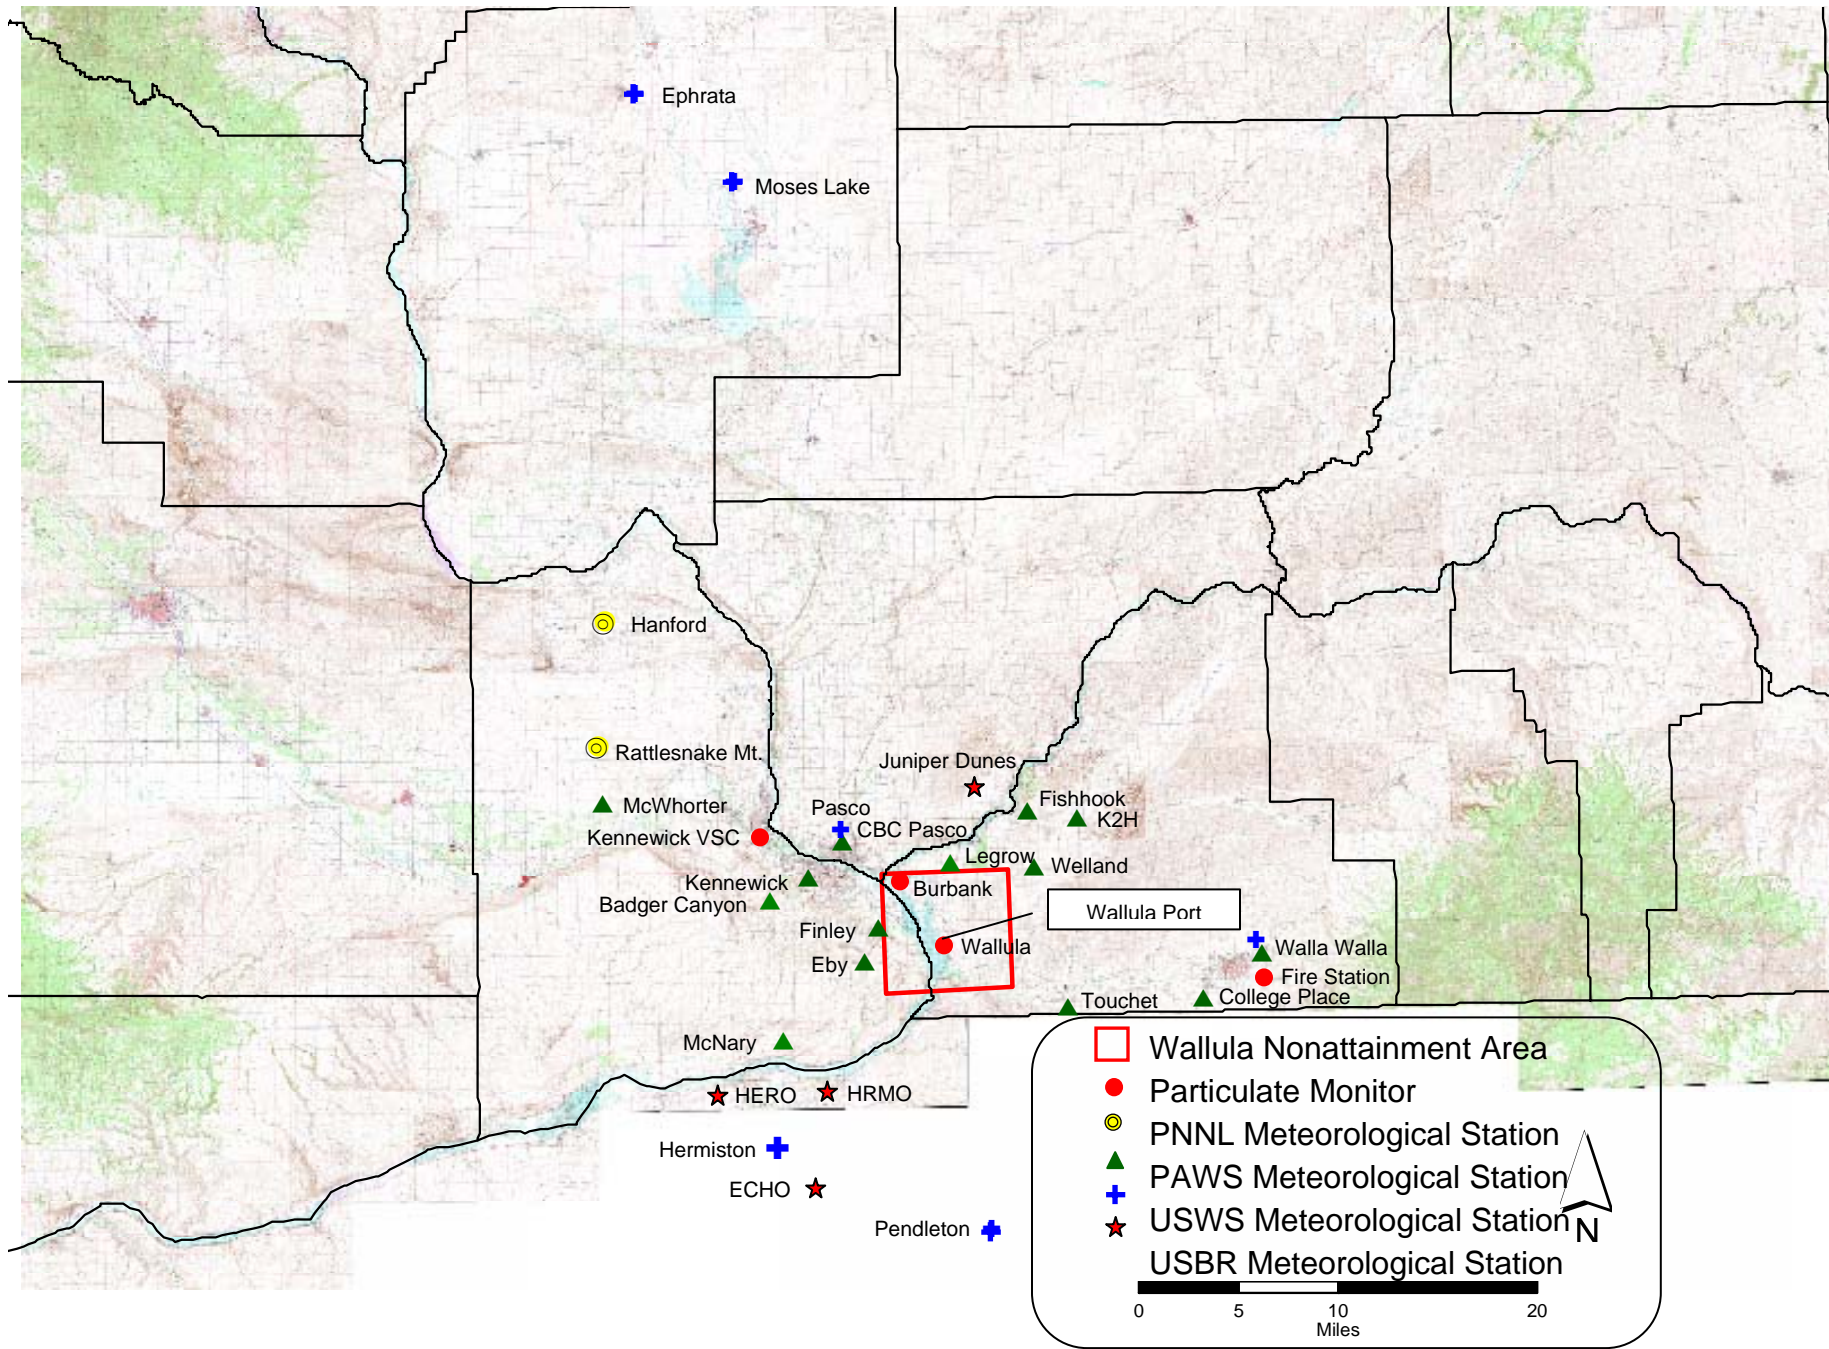 Ephrata
Moses Lake
Hanford
Rattlesnake Mt.
Juniper Dunes
McWhorter
Pasco
Fishhook
K2H
CBC Pasco
Kennewick VSC
Legrow
Welland
Kennewick
Burbank
Badger Canyon
Wallula Port
Finley
Wallula
Walla Walla
Eby
Fire Station
Touchet
College Place
McNary
HERO
HRMO
Hermiston
ECHO
Pendleton
Wallula Nonattainment Area
Particulate Monitor
PNNL Meteorological Station
PAWS Meteorological Station
USWS Meteorological Station
USBR Meteorological Station
N
0 5 10 20
Miles